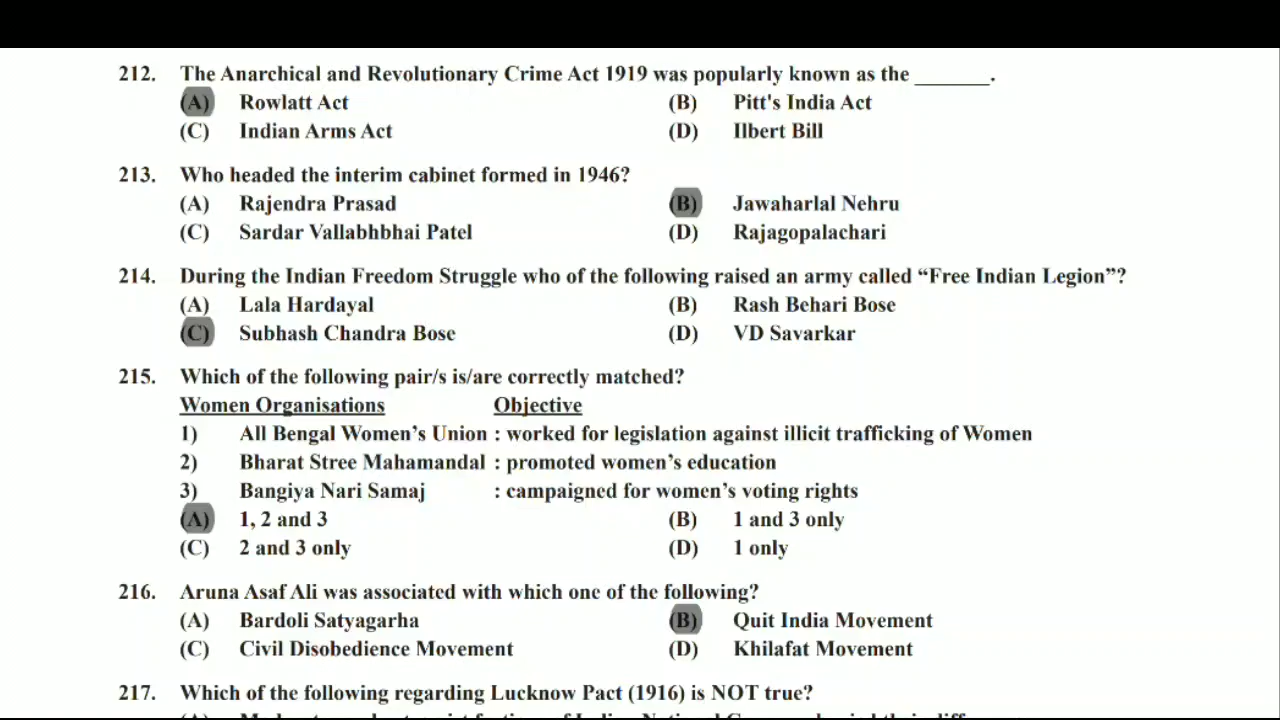 212. The Anarchical and Revolutionary Crime Act 1919 was popularly known as the _______.
(A) Rowlatt Act (B) Pitt's India Act
(C) Indian Arms Act (D) Ilbert Bill
213. Who headed the interim cabinet formed in 1946?
(A) Rajendra Prasad (B) Jawaharlal Nehru
(C) Sardar Vallabhbhai Patel (D) Rajagopalachari
214. During the Indian Freedom Struggle who of the following raised an army called “Free Indian Legion”?
(A) Lala Hardayal (B) Rash Behari Bose
(C) Subhash Chandra Bose (D) VD Savarkar
215. Which of the following pair/s is/are correctly matched?
Women Organisations Objective
1) All Bengal Women’s Union : worked for legislation against illicit trafficking of Women
2) Bharat Stree Mahamandal : promoted women’s education
3) Bangiya Nari Samaj : campaigned for women’s voting rights
(A) 1, 2 and 3 (B) 1 and 3 only
(C) 2 and 3 only (D) 1 only
216. Aruna Asaf Ali was associated with which one of the following?
(A) Bardoli Satyagarha (B) Quit India Movement
(C) Civil Disobedience Movement (D) Khilafat Movement
217. Which of the following regarding Lucknow Pact (1916) is NOT true?